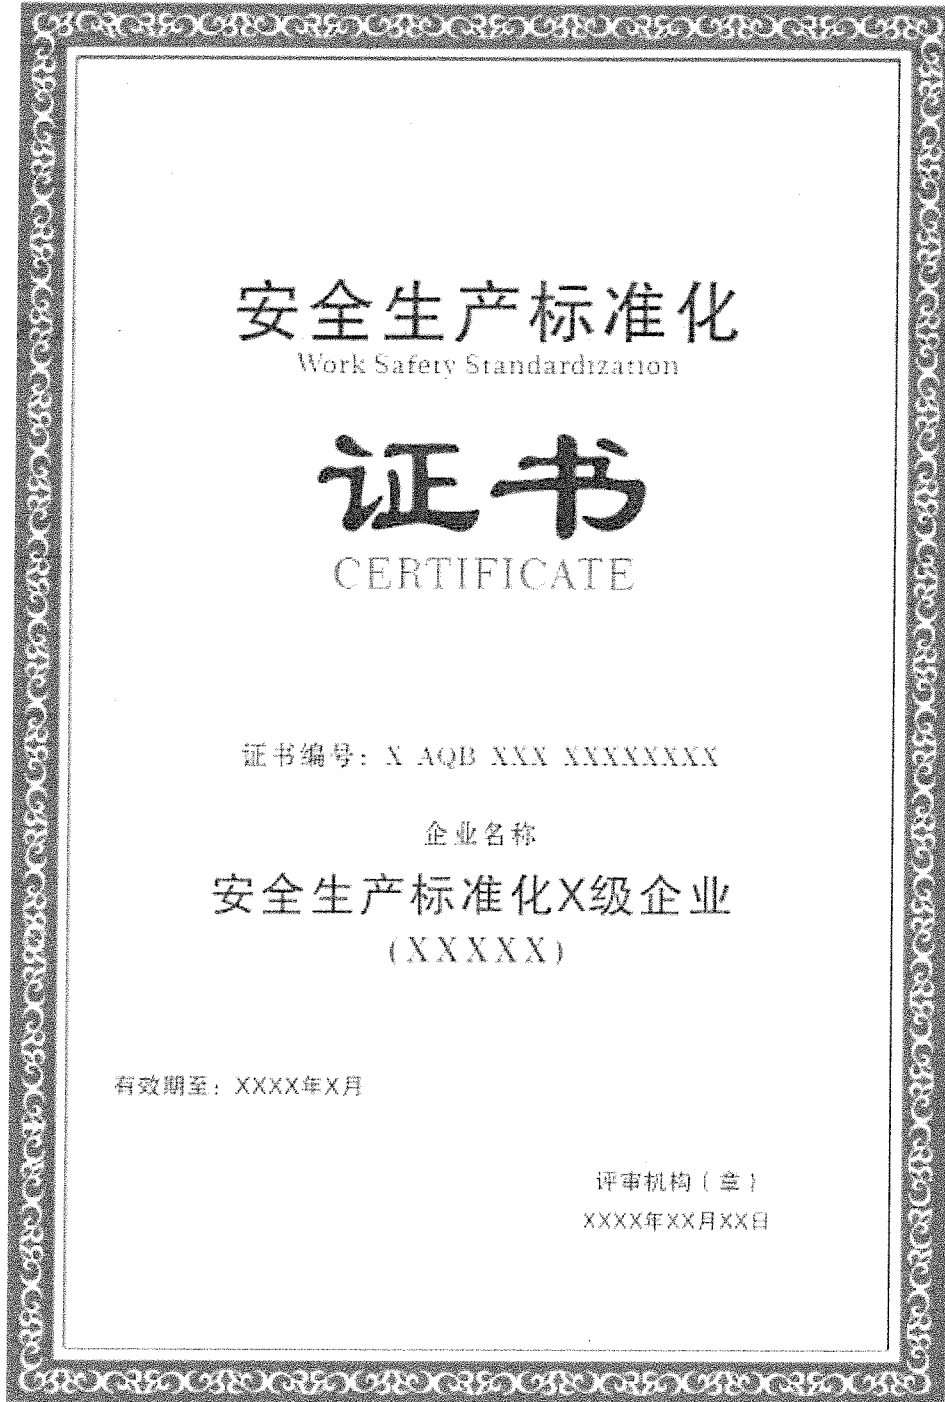 安全生产标准化
Work Safety Standardization
证书
CERTIFICATE
证书编号：X AQB XXX XXXXXXXX
企业名称
安全生产标准化X级企业
(XXXXX)
有效期至：XXXX年X月
评审机构（章）
XXXX年XX月XX日